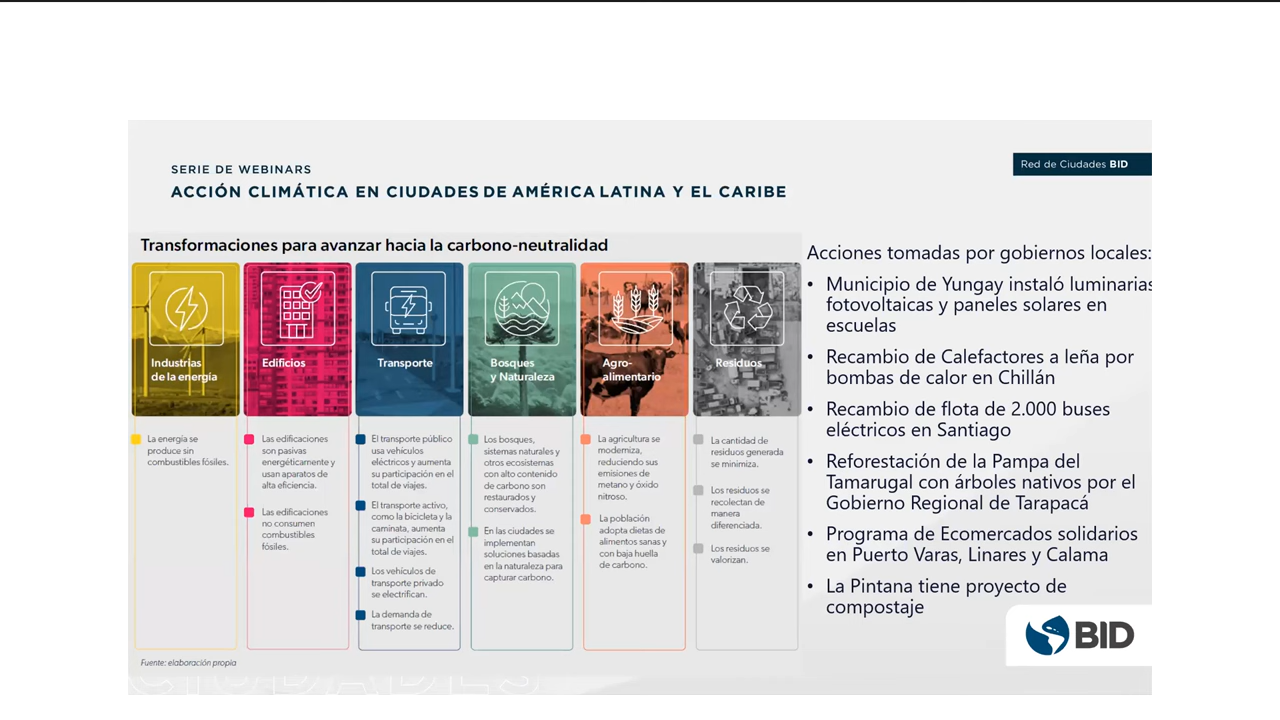 SERIE DE WEBINARS
ACCIÓN CLIMÁTICA EN CIUDADES DE AMÉRICA LATINA Y EL CARIBE
Red de Ciudades BID
Transformaciones para avanzar hacia la carbono-neutralidad
Industrias
de la energía
La energía se
produce sin
combustibles fósiles.
Edificios
Las edificaciones
son pasivas
energéticamente y
usan aparatos de
alta eficiencia.
Las edificaciones
no consumen
combustibles
fósiles.
Transporte
El transporte público
usa vehículos
eléctricos y aumenta
su participación en el
total de viajes.
El transporte activo,
como la bicicleta y la
caminata, aumenta
su participación en el
total de viajes.
Los vehículos de
transporte privado
se electrifican.
La demanda de
transporte se reduce.
Bosques
y Naturaleza
Los bosques,
sistemas naturales y
otros ecosistemas
con alto contenido
de carbono son
restaurados y
conservados.
En las ciudades se
implementan
soluciones basadas
en la naturaleza para
capturar carbono.
Agro-
alimentario
La agricultura se
moderniza,
reduciendo sus
emisiones de
metano y óxido
nitroso.
La población
adopta dietas de
alimentos sanas y
con baja huella
de carbono.
Residuos
La cantidad de
residuos generada
se minimiza.
Los residuos se
recolectan de
manera
diferenciada.
Los residuos se
valorizan.
Fuente: elaboración propia
Acciones tomadas por gobiernos locales:
• Municipio de Yungay instaló luminarias
fotovoltaicas y paneles solares en
escuelas
• Recambio de Calefactores a leña por
bombas de calor en Chillán
• Recambio de flota de 2.000 buses
eléctricos en Santiago
• Reforestación de la Pampa del
Tamarugal con árboles nativos por el
Gobierno Regional de Tarapacá
• Programa de Ecomercados solidarios
en Puerto Varas, Linares y Calama
• La Pintana tiene proyecto de
compostaje
BID
CIUDADES